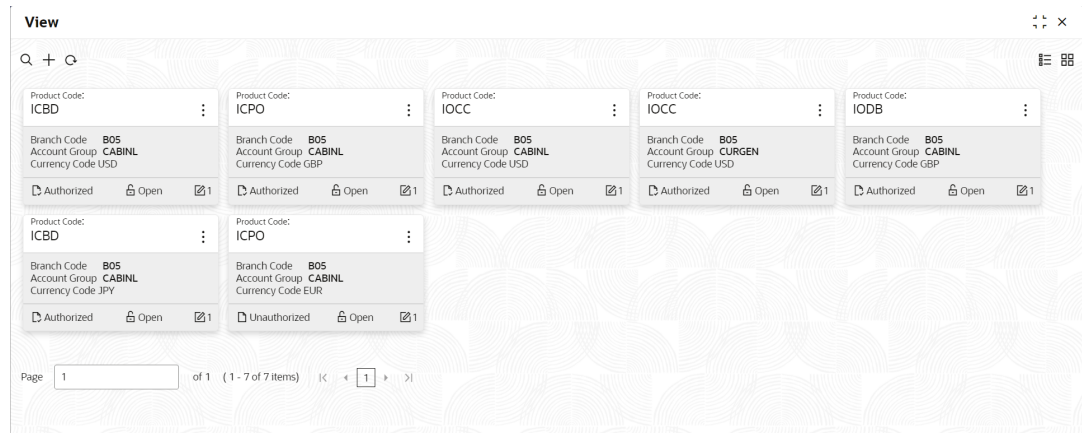 View
Product Code:
ICBD
Branch Code B05
Account Group CABINL
Currency Code USD
Authorized Open 1
Product Code:
ICPO
Branch Code B05
Account Group CABINL
Currency Code GBP
Authorized Open 1
Product Code:
IOCC
Branch Code B05
Account Group CABINL
Currency Code USD
Authorized Open 1
Product Code:
IOCC
Branch Code B05
Account Group CURGEN
Currency Code USD
Authorized Open 1
Product Code:
IODB
Branch Code B05
Account Group CABINL
Currency Code GBP
Authorized Open 1
Product Code:
ICBD
Branch Code B05
Account Group CABINL
Currency Code JPY
Authorized Open 1
Product Code:
ICPO
Branch Code B05
Account Group CABINL
Currency Code EUR
Unauthorized Open 1
Page 1 of 1 (1 - 7 of 7 items) 1